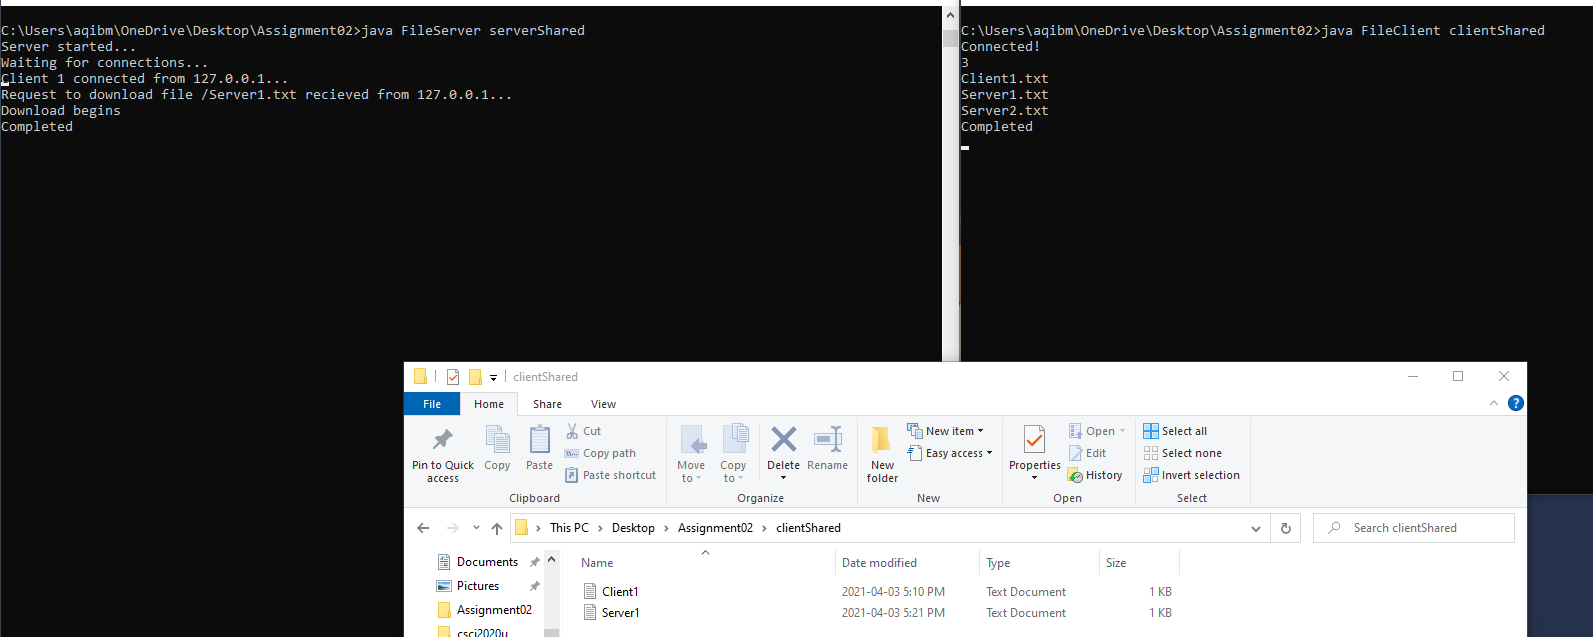 C:\Users\aqibm\OneDrive\Desktop\Assignment02>java FileServer serverShared
Server started...
Waiting for connections...
Client 1 connected from 127.0.0.1...
Request to download file /Server1.txt recieved from 127.0.0.1...
Download begins
Completed
C:\Users\aqibm\OneDrive\Desktop\Assignment02>java FileClient clientShared
Connected!
3
Client1.txt
Server1.txt
Server2.txt
Completed
clientShared
File Home Share View
Pin to Quick access
Copy
Paste
Cut
Copy path
Paste shortcut
Clipboard
Move to
Copy to
Delete
Rename
Organize
New folder
New item
Easy access
New
Properties
Open
Edit
History
Open
Select all
Select none
Invert selection
Select
This PC > Desktop > Assignment02 > clientShared
Search clientShared
Documents
Pictures
Assignment02
csci2020u
Name Date modified Type Size
Client1 2021-04-03 5:10 PM Text Document 1 KB
Server1 2021-04-03 5:21 PM Text Document 1 KB